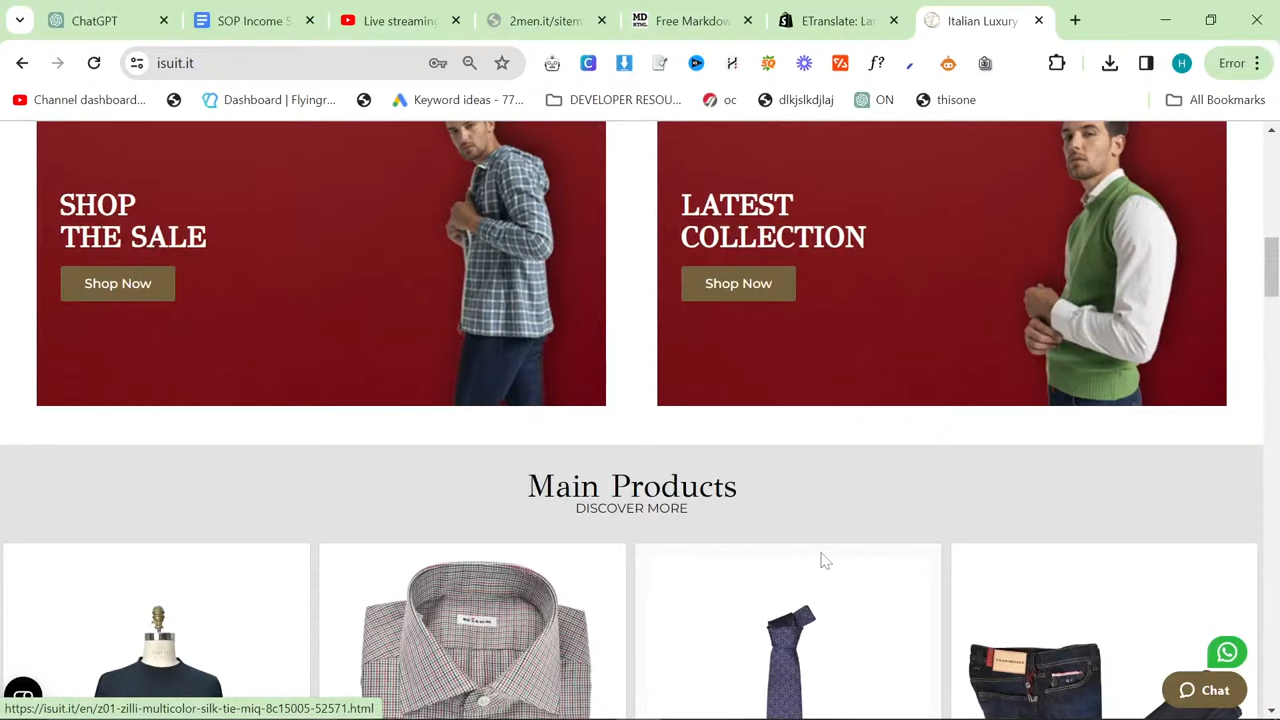 ChatGPT
SOP Income S
Live streaming
2men.it/sitem
Free Markdow
ETranslate: Lan
Italian Luxury
isuit.it
H
Error
Channel dashboard...
Dashboard | Flyingr...
Keyword ideas - 77...
DEVELOPER RESOU...
oc
dlkjslkdjlaj
ON
thisone
All Bookmarks
SHOP
THE SALE
Shop Now
LATEST
COLLECTION
Shop Now
Main Products
DISCOVER MORE
Chat
https://isuit.it/en/z01-zilli-multicolor-silk-tie-miq-8c15005-52571.html